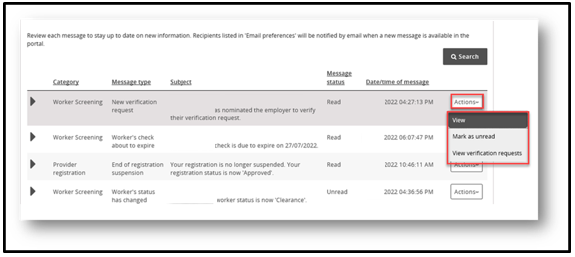 Review each message to stay up to date on new information. Recipients listed in 'Email preferences' will be notified by email when a new message is available in the
portal.
Search
Category Message type Subject Message status Date/time of message
Worker Screening New verification request as nominated the employer to verify their verification request. Read 2022 04:27:13 PM Actions
View
Mark as unread
View verification requests
Worker Screening Worker's check about to expire check is due to expire on 27/07/2022. Read 2022 06:07:47 PM
Provider registration End of registration suspension Your registration is no longer suspended. Your registration status is now 'Approved'. Read 2022 10:46:11 AM Actions
Worker Screening Worker's status has changed worker status is now 'Clearance'. Unread 2022 04:36:56 PM Actions